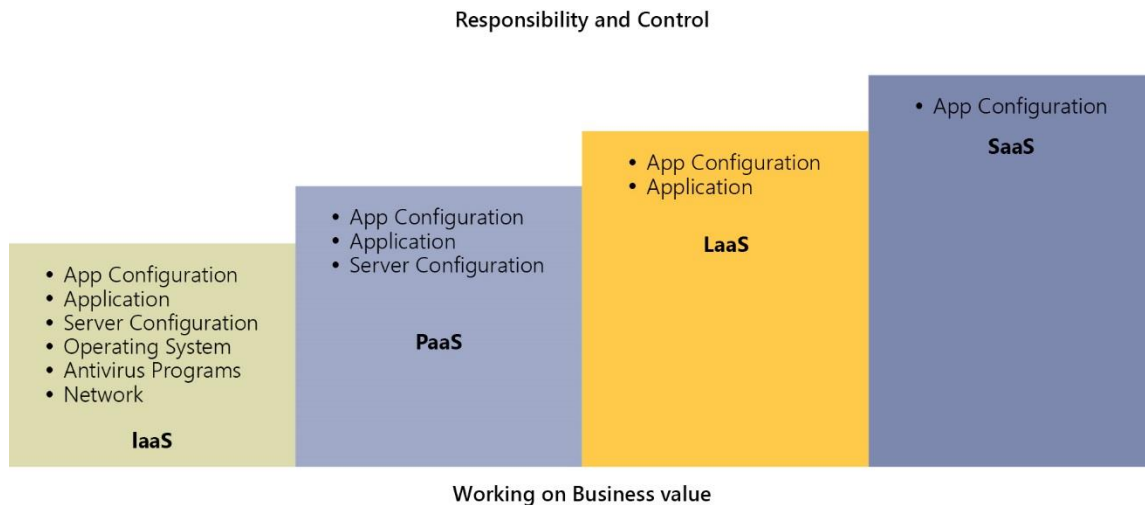 Responsibility and Control
• App Configuration
• Application
• Server Configuration
• Operating System
• Antivirus Programs
• Network
IaaS
• App Configuration
• Application
• Server Configuration
PaaS
• App Configuration
• Application
LaaS
• App Configuration
SaaS
Working on Business value